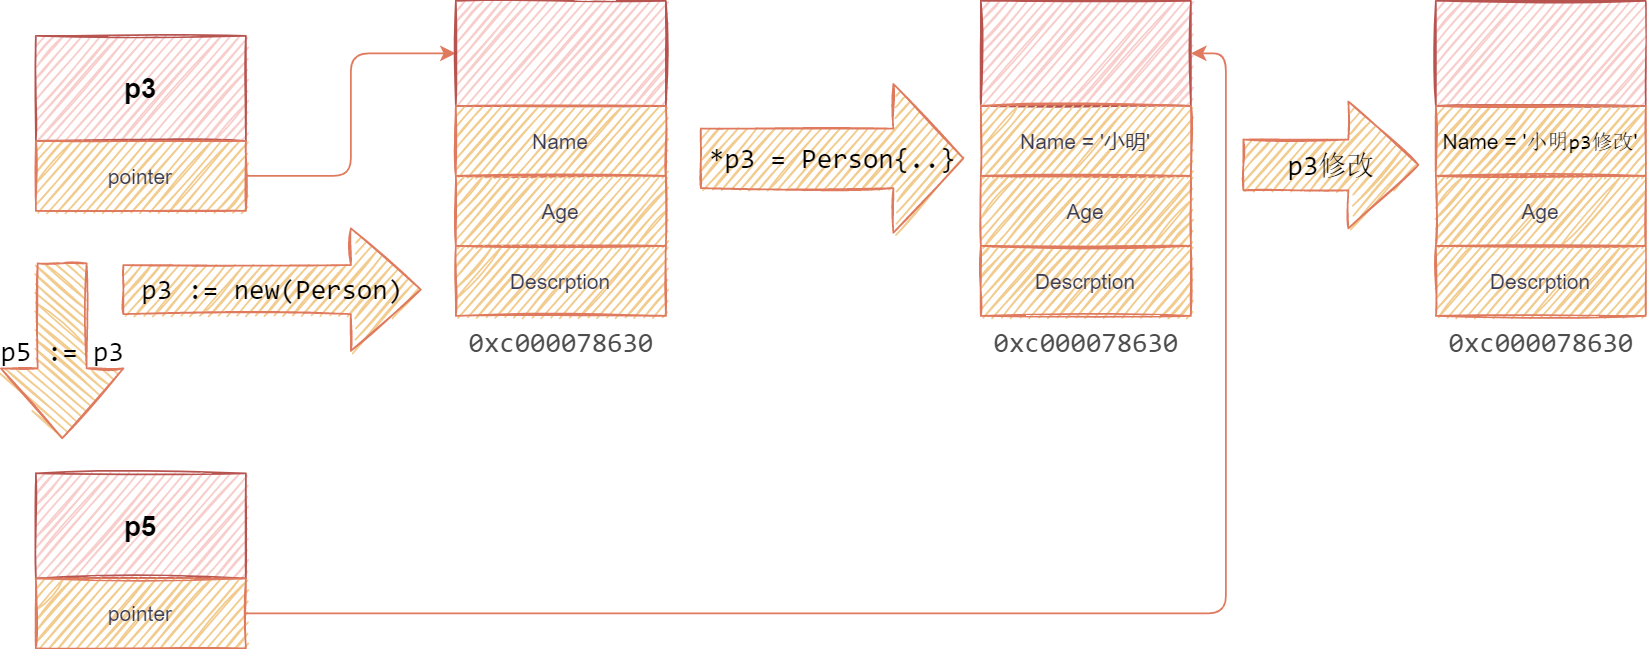 p3
pointer
p3 := new(Person)
p5 := p3
p5
pointer
Name
Age
Descrption
0xc000078630
*p3 = Person{..}
Name = '小明'
Age
Descrption
0xc000078630
p3修改
Name = '小明p3修改'
Age
Descrption
0xc000078630